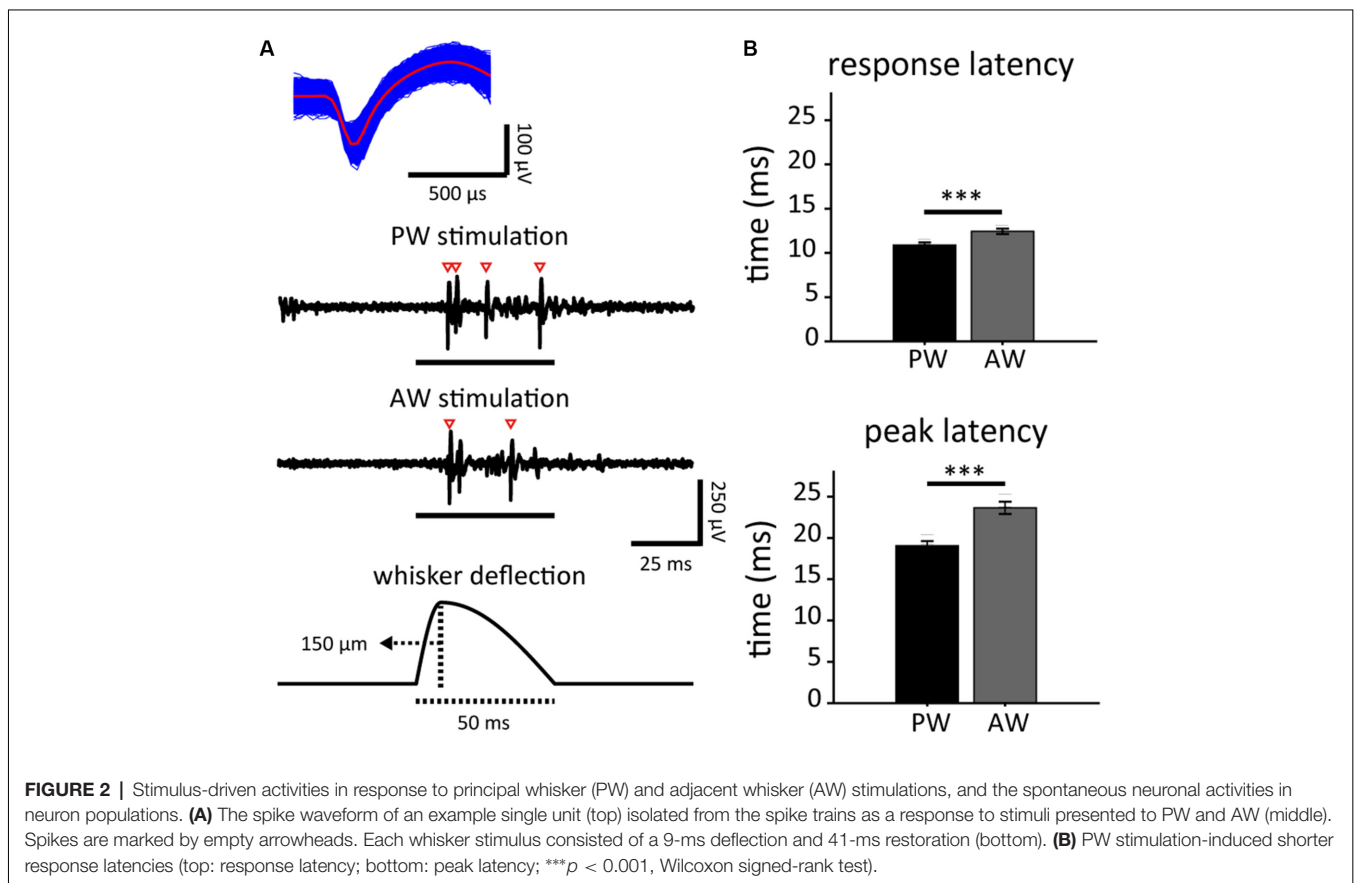 A
100 µV
500 µs
PW stimulation
AW stimulation
250 µV
25 ms
whisker deflection
150 µm
50 ms
B
response latency
time (ms)
25
20
15
10
5
0
***
PW
AW
peak latency
time (ms)
25
20
15
10
5
0
***
PW
AW
FIGURE 2 | Stimulus-driven activities in response to principal whisker (PW) and adjacent whisker (AW) stimulations, and the spontaneous neuronal activities in
neuron populations. (A) The spike waveform of an example single unit (top) isolated from the spike trains as a response to stimuli presented to PW and AW (middle).
Spikes are marked by empty arrowheads. Each whisker stimulus consisted of a 9-ms deflection and 41-ms restoration (bottom). (B) PW stimulation-induced shorter
response latencies (top: response latency; bottom: peak latency; ***p < 0.001, Wilcoxon signed-rank test).